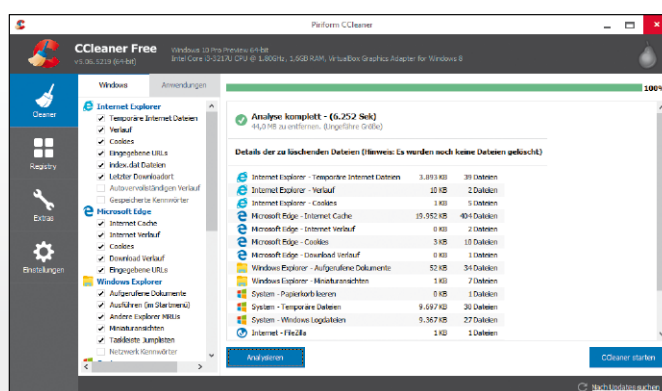 Piriform CCleaner
CCleaner Free
v5.06.5219 (64-bit)
Windows 10 Pro Preview 64-bit
Intel Core i3-3217U CPU @ 1.80GHz, 1,6GB RAM, VirtualBox Graphics Adapter for Windows 8
Cleaner
Registry
Extras
Einstellungen
Windows
Anwendungen
Internet Explorer
Temporäre Internet Dateien
Verlauf
Cookies
Eingegebene URLs
index.dat Dateien
Letzter Downloadort
Autovervollständigen Verlauf
Gespeicherte Kennwörter
Microsoft Edge
Internet Cache
Internet Verlauf
Cookies
Download Verlauf
Eingegebene URLs
Windows Explorer
Aufgerufene Dokumente
Ausführen (im Startmenü)
Andere Explorer MRUs
Miniaturansichten
Taskleiste Jumplisten
Netzwerk Kennwörter
100%
Analyse komplett - (6.252 Sek)
44,0 MB zu entfernen. (Ungefähre Größe)
Details der zu löschenden Dateien (Hinweis: Es wurden noch keine Dateien gelöscht)
Internet Explorer - Temporäre Internet Dateien 3.893 KB 39 Dateien
Internet Explorer - Verlauf 10 KB 2 Dateien
Internet Explorer - Cookies 1 KB 5 Dateien
Microsoft Edge - Internet Cache 19.952 KB 404 Dateien
Microsoft Edge - Internet Verlauf 0 KB 2 Dateien
Microsoft Edge - Cookies 3 KB 18 Dateien
Microsoft Edge - Download Verlauf 0 KB 1 Dateien
Windows Explorer - Aufgerufene Dokumente 52 KB 34 Dateien
Windows Explorer - Miniaturansichten 1 KB 7 Dateien
System - Papierkorb leeren 0 KB 1 Dateien
System - Temporäre Dateien 9.697 KB 30 Dateien
System - Windows Logdateien 9.367 KB 27 Dateien
Internet - FileZilla 1 KB 1 Dateien
Analysieren
CCleaner starten
Nach Updates suchen